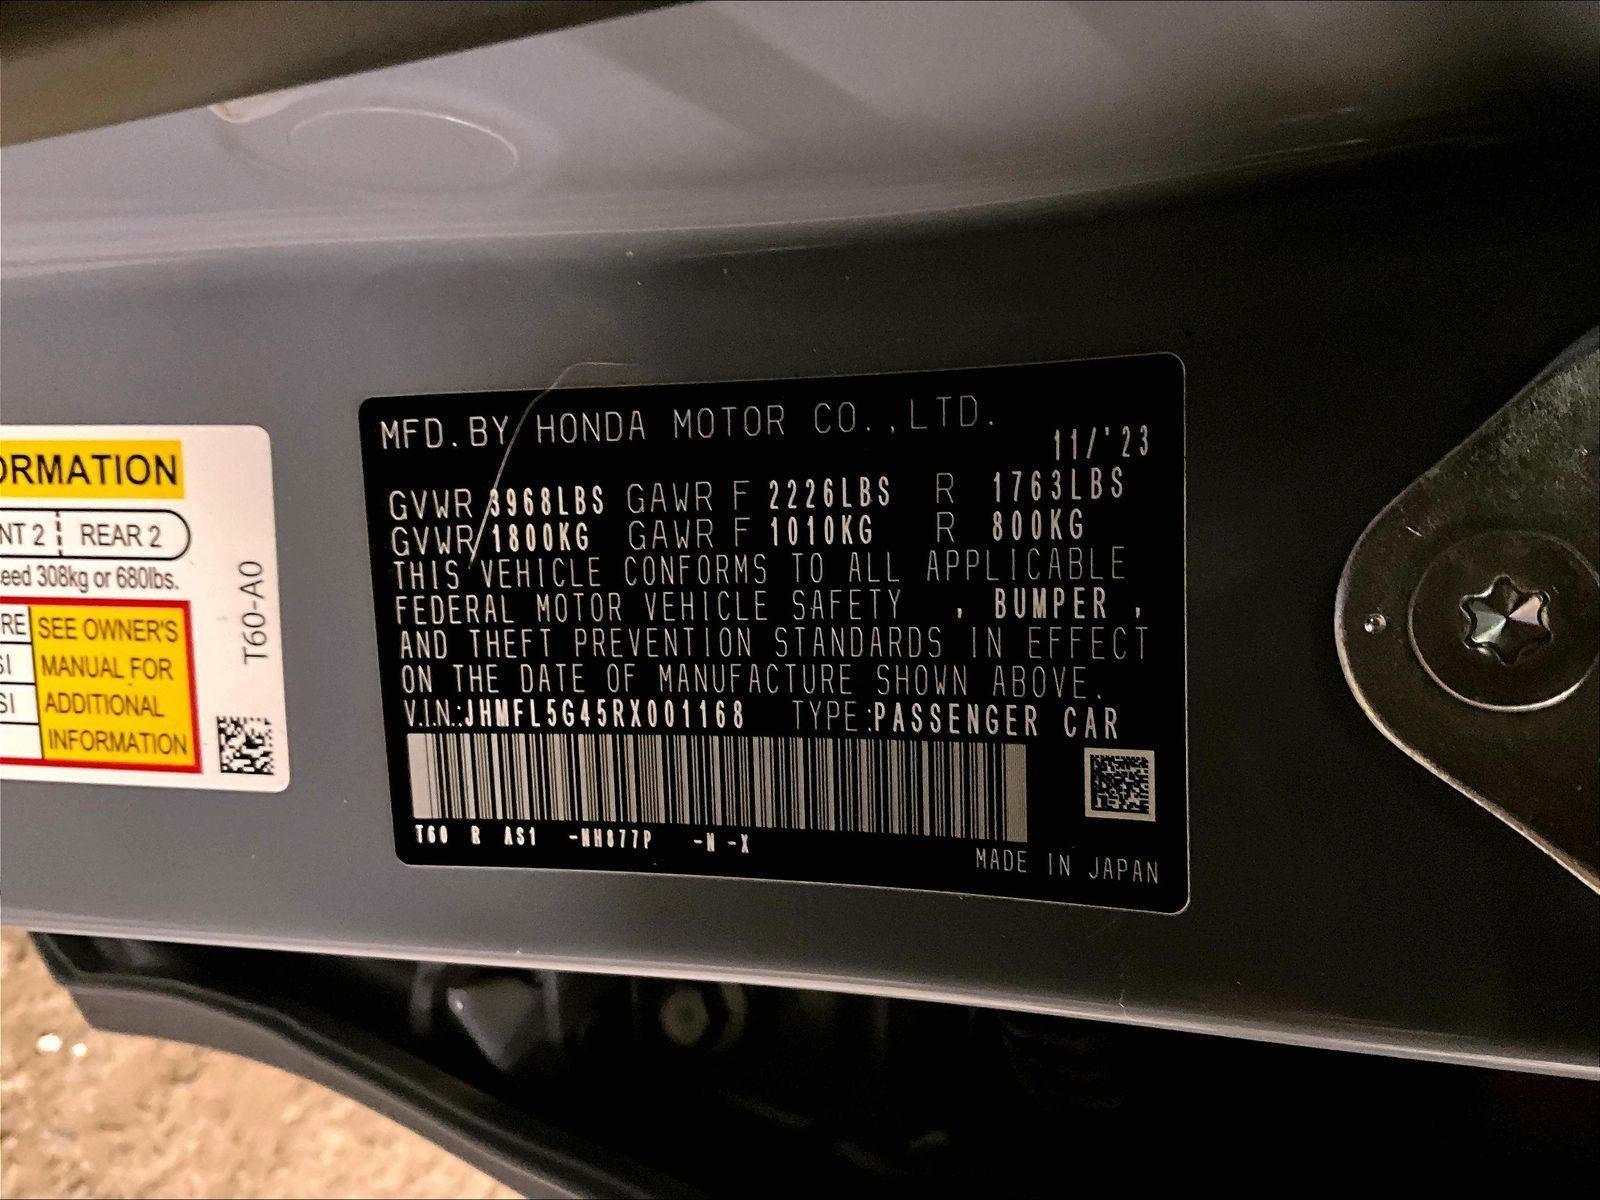 ORMATION
NT 2 REAR 2
eed 308kg or 680lbs.
RE
SI
SI
SEE OWNER'S
MANUAL FOR
ADDITIONAL
INFORMATION
T60-A0
MFD. BY HONDA MOTOR CO., LTD.
11/'23
GVWR 3968LBS GAWR F 2226LBS R 1763LBS
GVWR 1800KG GAWR F 1010KG R 800KG
THIS VEHICLE CONFORMS TO ALL APPLICABLE
FEDERAL MOTOR VEHICLE SAFETY , BUMPER ,
AND THEFT PREVENTION STANDARDS IN EFFECT
ON THE DATE OF MANUFACTURE SHOWN ABOVE.
V.I.N.:JHMFL5G45RX001168 TYPE:PASSENGER CAR
T60 R AS1 -NH877P -N -X
MADE IN JAPAN